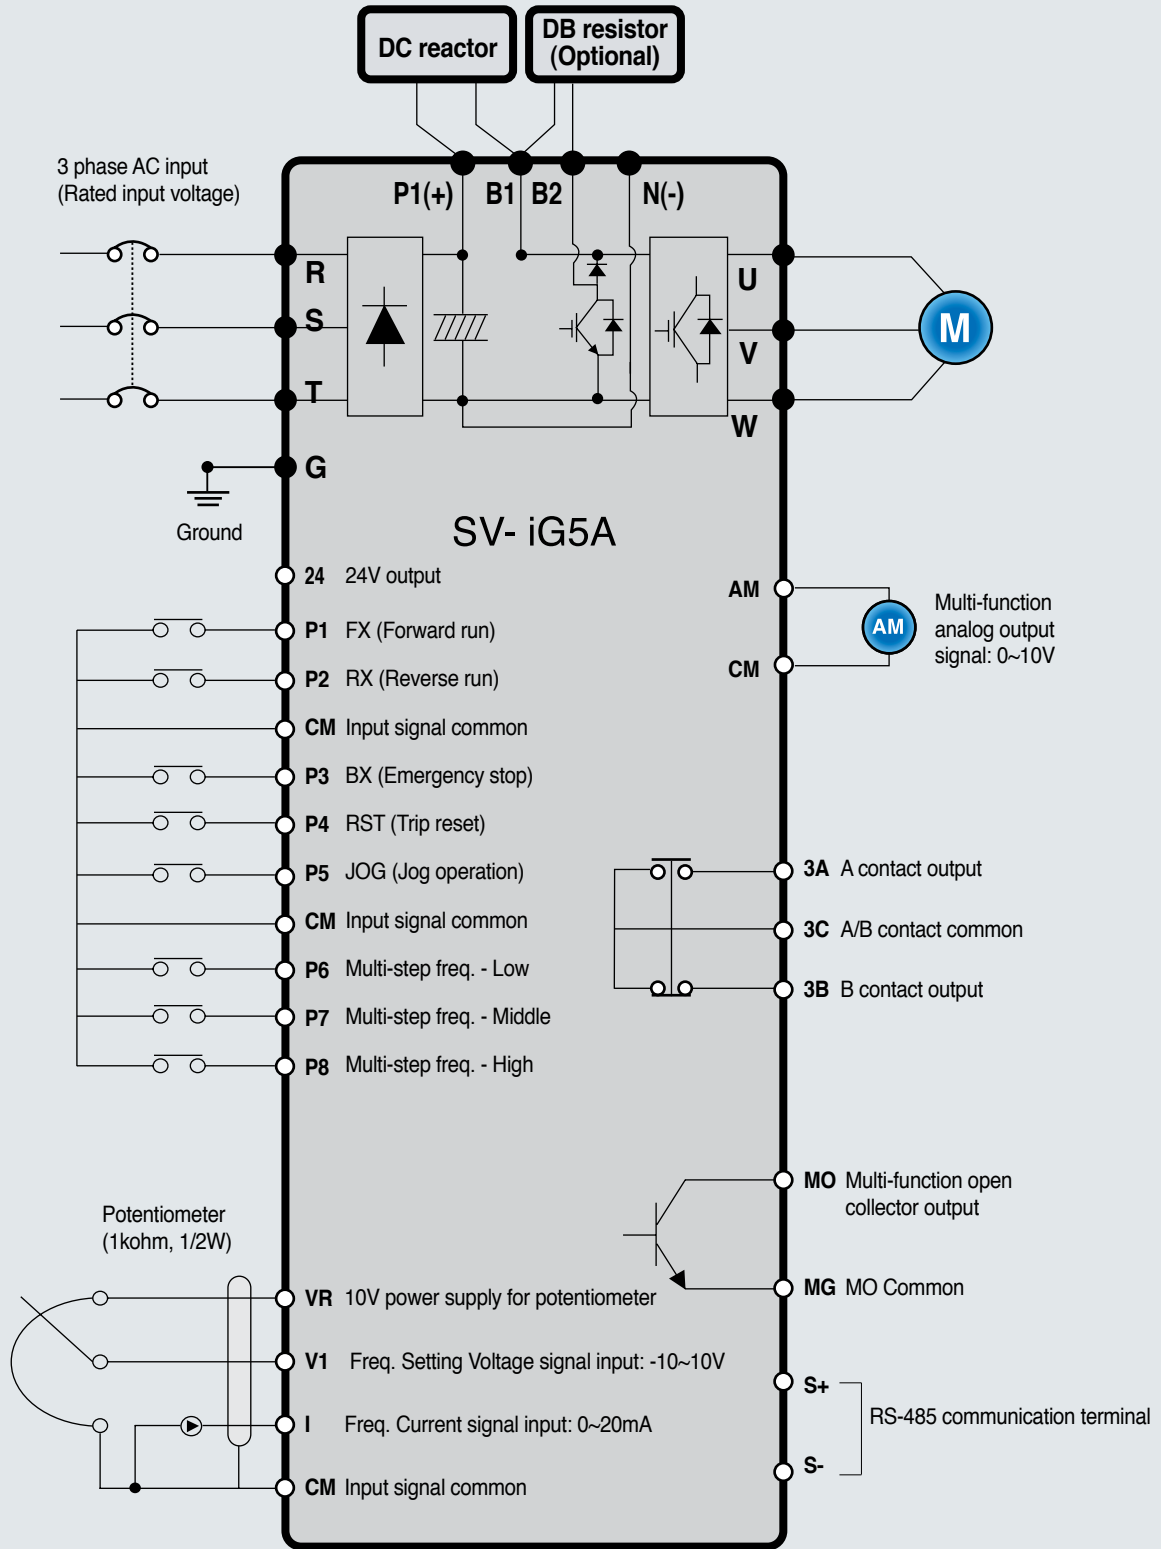 DC reactor
DB resistor
(Optional)
3 phase AC input
(Rated input voltage)
P1(+)
B1
B2
N(-)
R
S
T
G
U
V
W
M
Ground
SV- iG5A
24 24V output
P1 FX (Forward run)
P2 RX (Reverse run)
CM Input signal common
P3 BX (Emergency stop)
P4 RST (Trip reset)
P5 JOG (Jog operation)
CM Input signal common
P6 Multi-step freq. - Low
P7 Multi-step freq. - Middle
P8 Multi-step freq. - High
AM
CM
AM
Multi-function
analog output
signal: 0~10V
3A A contact output
3C A/B contact common
3B B contact output
MO Multi-function open
collector output
MG MO Common
Potentiometer
(1kohm, 1/2W)
VR 10V power supply for potentiometer
V1 Freq. Setting Voltage signal input: -10~10V
I Freq. Current signal input: 0~20mA
CM Input signal common
S+
RS-485 communication terminal
S-